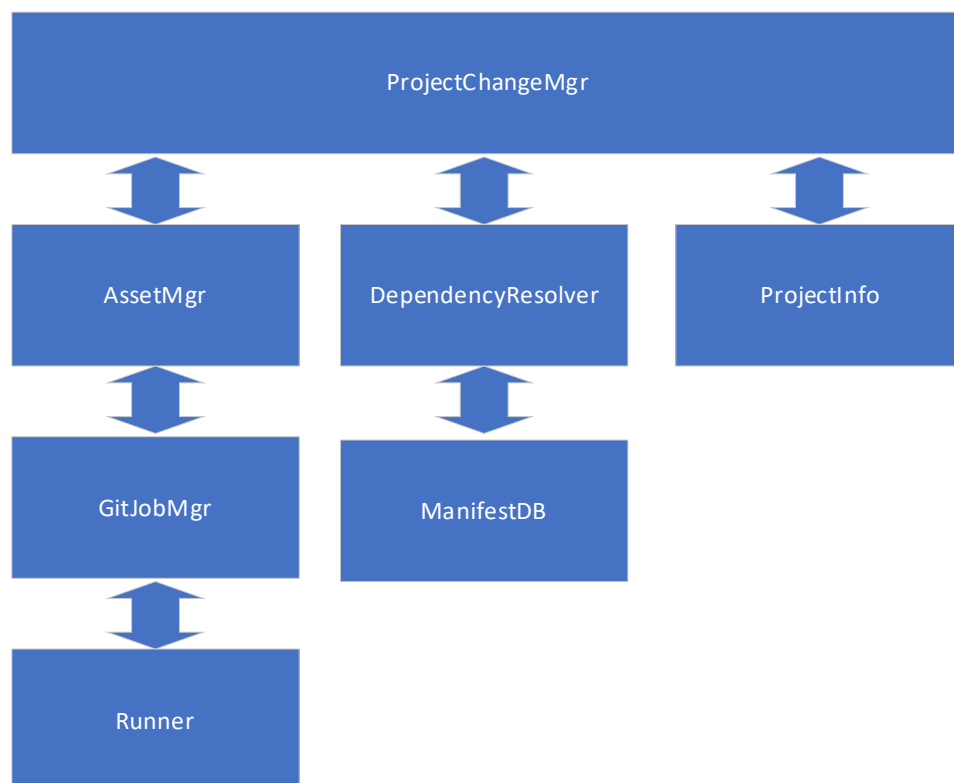 ProjectChangeMgr
AssetMgr
DependencyResolver
ProjectInfo
GitJobMgr
ManifestDB
Runner